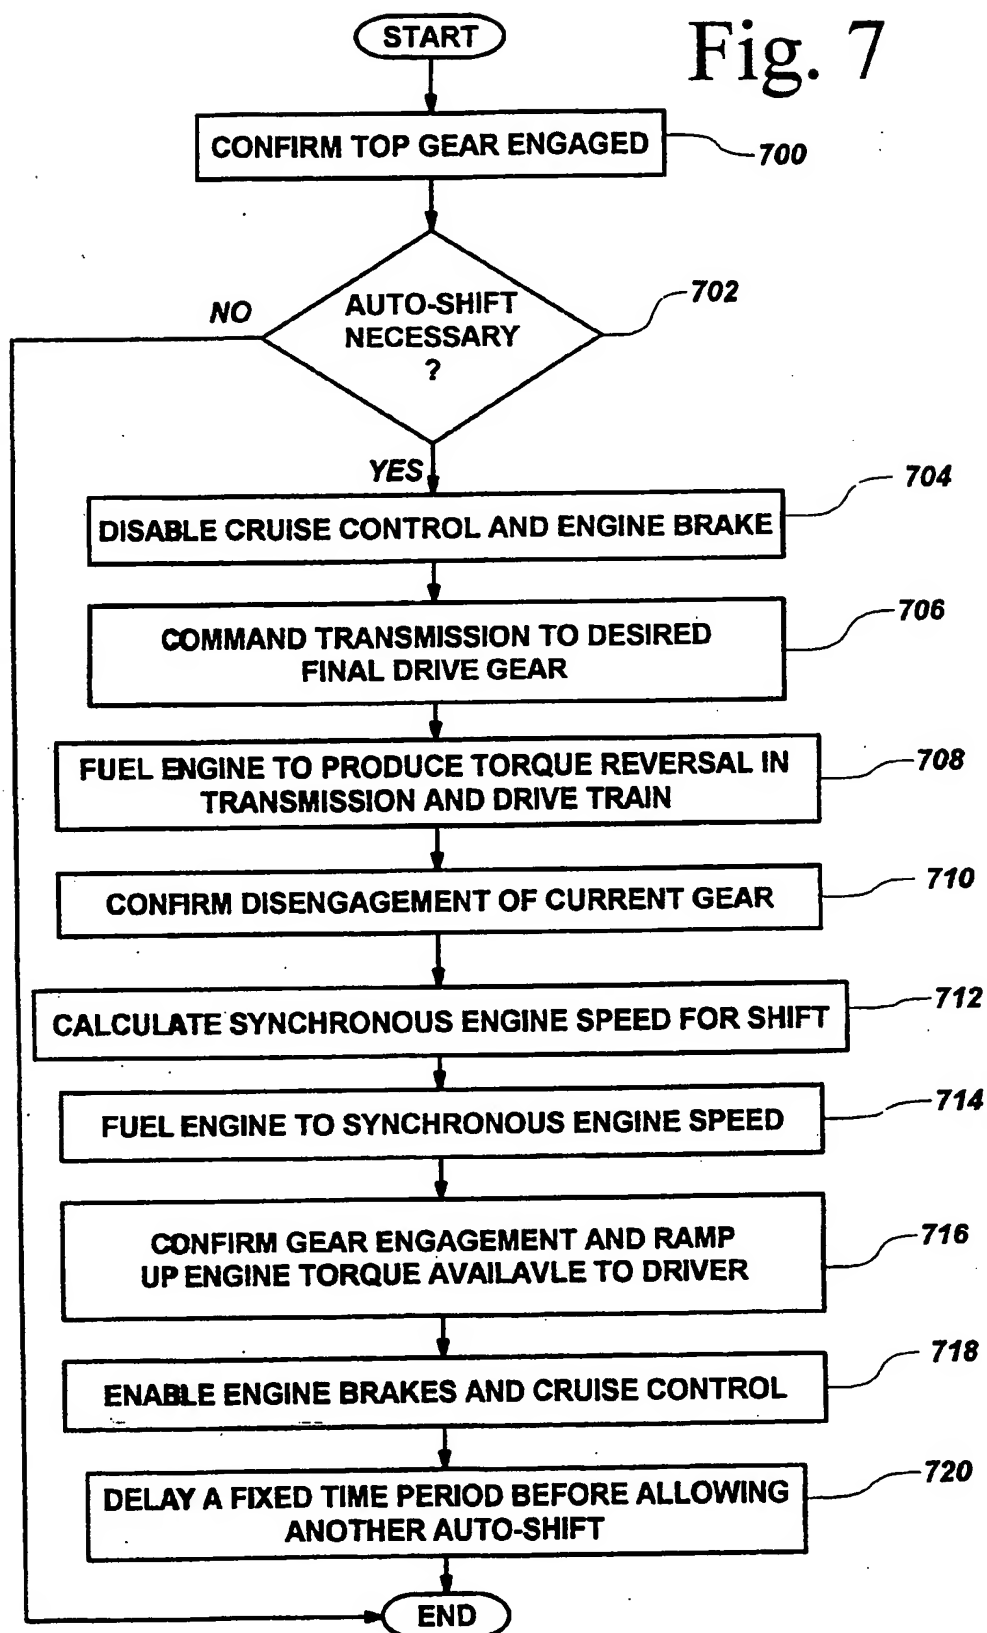 START
Fig. 7
CONFIRM TOP GEAR ENGAGED
700
AUTO-SHIFT
NECESSARY
?
702
NO
YES
704
DISABLE CRUISE CONTROL AND ENGINE BRAKE
706
COMMAND TRANSMISSION TO DESIRED
FINAL DRIVE GEAR
708
FUEL ENGINE TO PRODUCE TORQUE REVERSAL IN
TRANSMISSION AND DRIVE TRAIN
710
CONFIRM DISENGAGEMENT OF CURRENT GEAR
712
CALCULATE SYNCHRONOUS ENGINE SPEED FOR SHIFT
714
FUEL ENGINE TO SYNCHRONOUS ENGINE SPEED
716
CONFIRM GEAR ENGAGEMENT AND RAMP
UP ENGINE TORQUE AVAILAVLE TO DRIVER
718
ENABLE ENGINE BRAKES AND CRUISE CONTROL
720
DELAY A FIXED TIME PERIOD BEFORE ALLOWING
ANOTHER AUTO-SHIFT
END